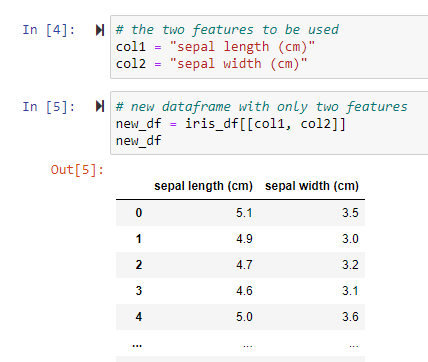 In [4]:
# the two features to be used
col1 = "sepal length (cm)"
col2 = "sepal width (cm)"
In [5]:
# new dataframe with only two features
new_df = iris_df[[col1, col2]]
new_df
Out[5]:
sepal length (cm) sepal width (cm)
0 5.1 3.5
1 4.9 3.0
2 4.7 3.2
3 4.6 3.1
4 5.0 3.6
... ... ...